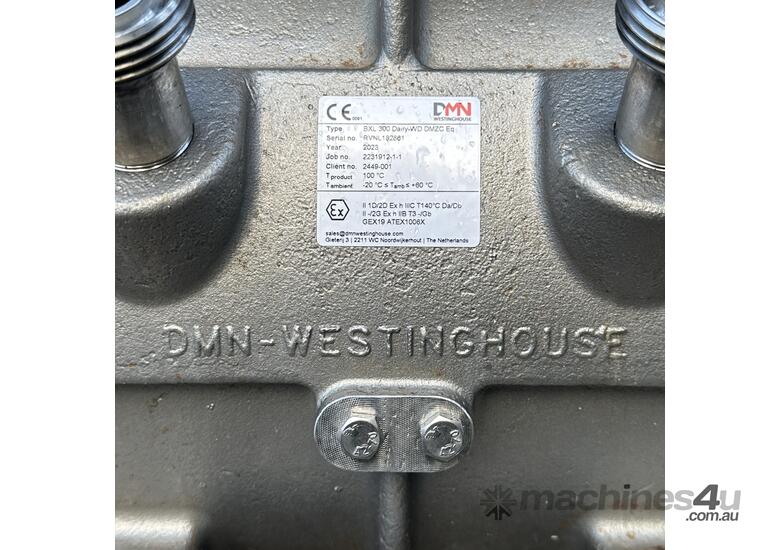 CE 0081
DMN
WESTINGHOUSE
Type BXL 300 Dairy-WD DMZC Eq
Serial no. RVNL182861
Year 2023
Job no. 2231912-1-1
Client no. 2449-001
Tproduct 100 °C
Tambient -20 °C ≤ Tamb ≤ +60 °C
Ex
II 1D/2D Ex h IIIC T140°C Da/Db
II -/2G Ex h IIB T3 -/Gb
GEX19 ATEX1006X
sales@dmnwestinghouse.com
Gieterij 3 | 2211 WC Noordwijkerhout | The Netherlands
DMN-WESTINGHOUSE
machines4u
.com.au